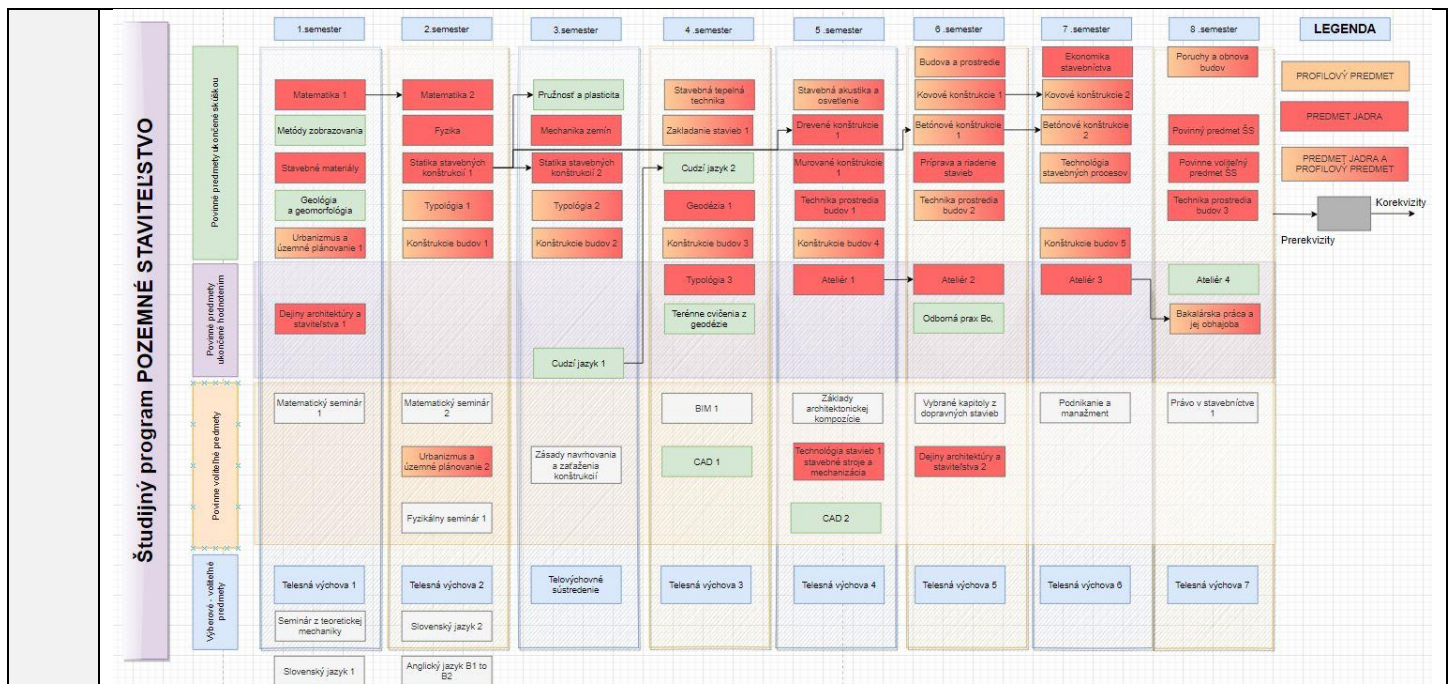 Študijný program POZEMNÉ STAVITEĽSTVO
1.semester
2.semester
3.semester
4 .semester
5 .semester
6 .semester
7 .semester
8 .semester
LEGENDA
Povinné predmety ukončené skúškou
Budova a prostredie
Ekonomika
stavebníctva
Poruchy a obnova
budov
PROFILOVÝ PREDMET
Matematika 1
Matematika 2
Pružnosť a plasticita
Stavebná tepelná
technika
Stavebná akustika a
osvetlenie
Kovové konštrukcie 1
Kovové konštrukcie 2
PREDMET JADRA
Metódy zobrazovania
Fyzika
Mechanika zemín
Zakladanie stavieb 1
Drevené konštrukcie
1
Betónové konštrukcie
1
Betónové konštrukcie
2
Povinný predmet ŠS
Stavebné materiály
Statika stavebných
konštrukcií 1
Statika stavebných
konštrukcií 2
Cudzí jazyk 2
Murované konštrukcie
1
Príprava a riadenie
stavieb
Technológia
stavebných procesov
Povinne voliteľný
predmet ŠS
PREDMET JADRA A
PROFILOVÝ PREDMET
Geológia
a geomorfológia
Typológia 1
Typológia 2
Geodézia 1
Technika prostredia
budov 1
Technika prostredia
budov 2
Technika prostredia
budov 3
Korekvizity
Prerekvizity
Urbanizmus a
územné plánovanie 1
Konštrukcie budov 1
Konštrukcie budov 2
Konštrukcie budov 3
Konštrukcie budov 4
Konštrukcie budov 5
Povinné predmety
ukončené hodnotením
Typológia 3
Ateliér 1
Ateliér 2
Ateliér 3
Ateliér 4
Dejiny architektúry a
staviteľstva 1
Terénne cvičenia z
geodézie
Odborná prax Bc,
Bakalárska práca a
jej obhajoba
Cudzí jazyk 1
Povinne voliteľné predmety
Matematický seminár
1
Matematický seminár
2
BIM 1
Základy
architektonickej
kompozície
Vybrané kapitoly z
dopravných stavieb
Podnikanie a
manažment
Právo v stavebníctve
1
Urbanizmus a
územné plánovanie 2
Zásady navrhovania
a zaťaženia
konštrukcií
CAD 1
Technológia stavieb 1
stavebné stroje a
mechanizácia
Dejiny architektúry a
staviteľstva 2
Fyzikálny seminár 1
CAD 2
Výberové - voliteľné
predmety
Telesná výchova 1
Telesná výchova 2
Telovýchovné
sústredenie
Telesná výchova 3
Telesná výchova 4
Telesná výchova 5
Telesná výchova 6
Telesná výchova 7
Seminár z teoretickej
mechaniky
Slovenský jazyk 2
Slovenský jazyk 1
Anglický jazyk B1 to
B2